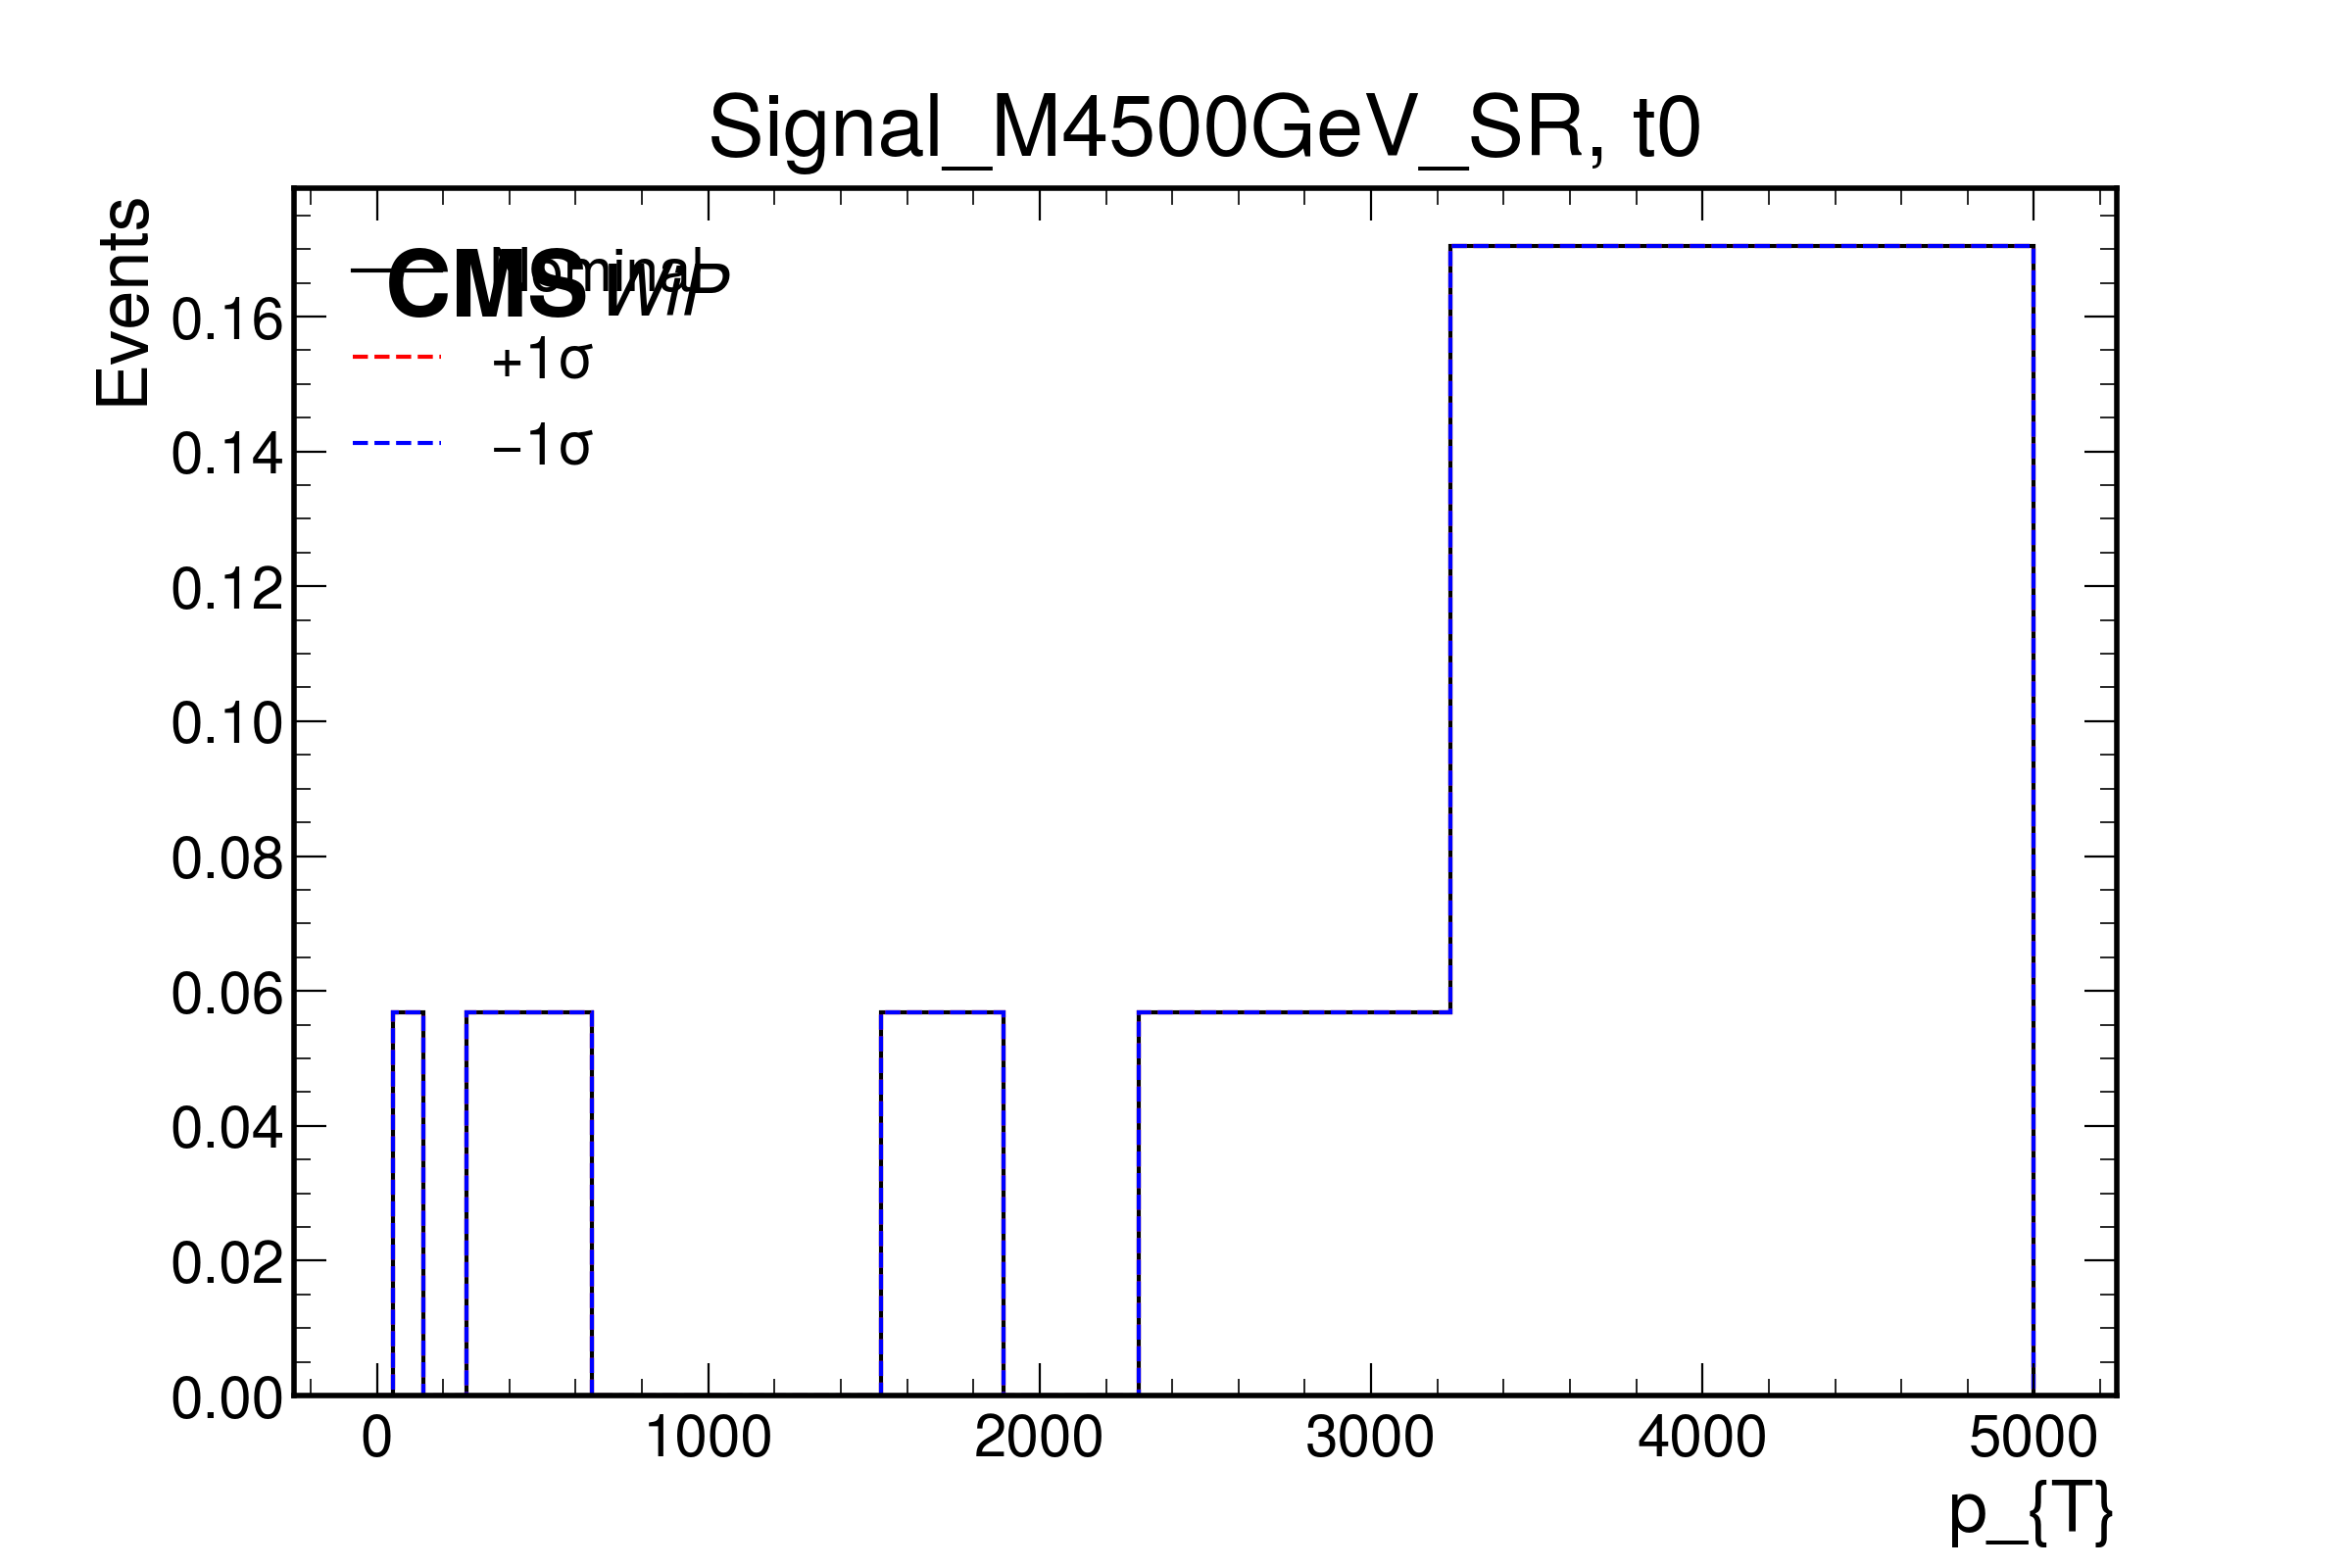 Signal_M4500GeV_SR, t0
Events
CMS WiP
Nominal
+1σ
−1σ
0.16
0.14
0.12
0.10
0.08
0.06
0.04
0.02
0.00
0 1000 2000 3000 4000 5000
p_{T}